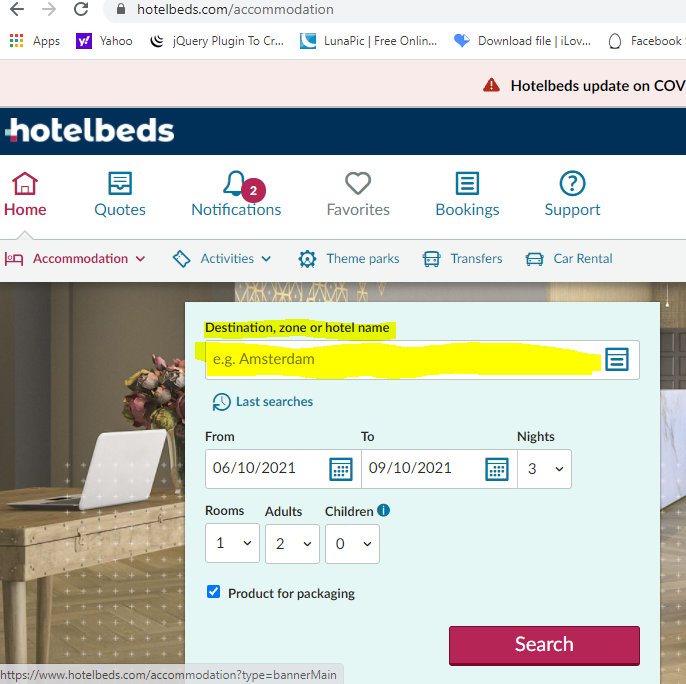 hotelbeds.com/accommodation
Apps Yahoo jQuery Plugin To Cr... LunaPic | Free Onlin... Download file | iLov... Facebook
Hotelbeds update on COV
hotelbeds
2
Home Quotes Notifications Favorites Bookings Support
Accommodation Activities Theme parks Transfers Car Rental
Destination, zone or hotel name
e.g. Amsterdam
Last searches
From To Nights
06/10/2021 09/10/2021 3
Rooms Adults Children
1 2 0
Product for packaging
Search
https://www.hotelbeds.com/accommodation?type=bannerMain